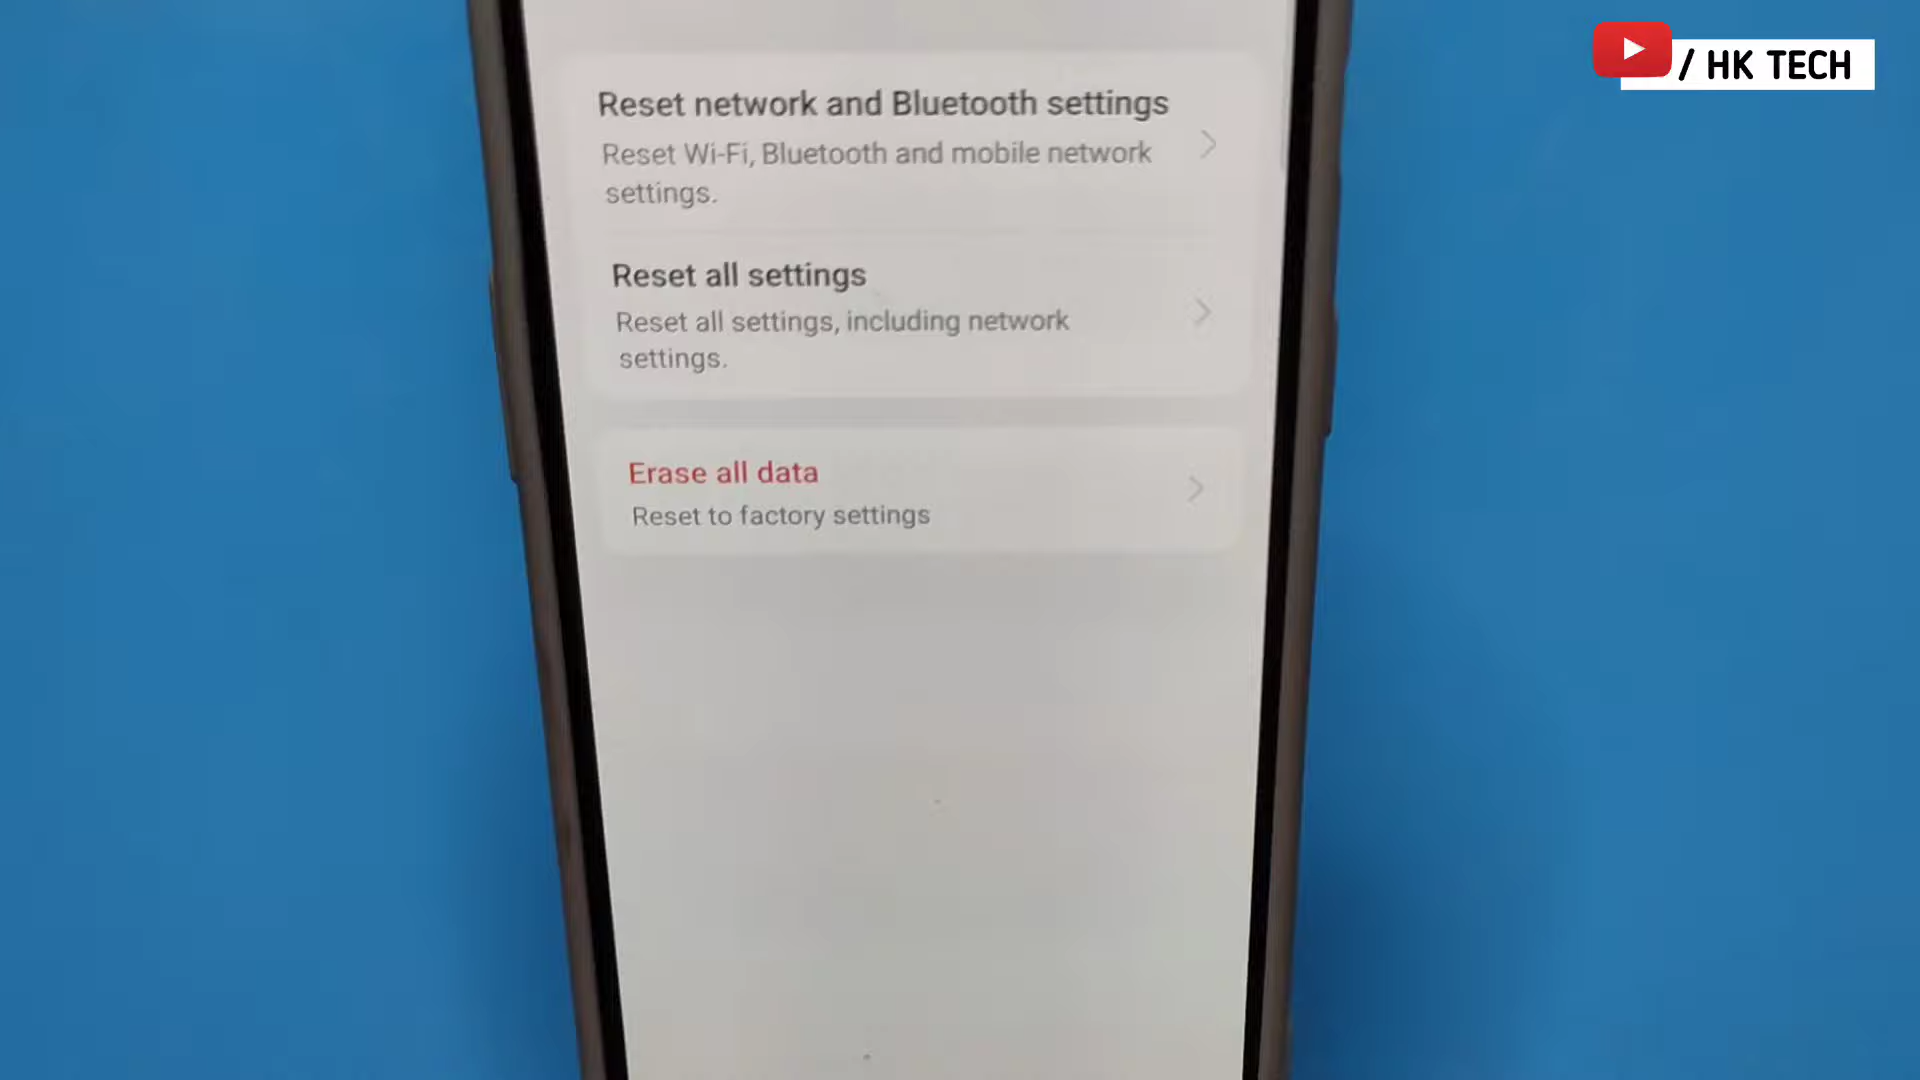 / HK TECH
Reset network and Bluetooth settings
Reset Wi-Fi, Bluetooth and mobile network
settings.
Reset all settings
Reset all settings, including network
settings.
Erase all data
Reset to factory settings